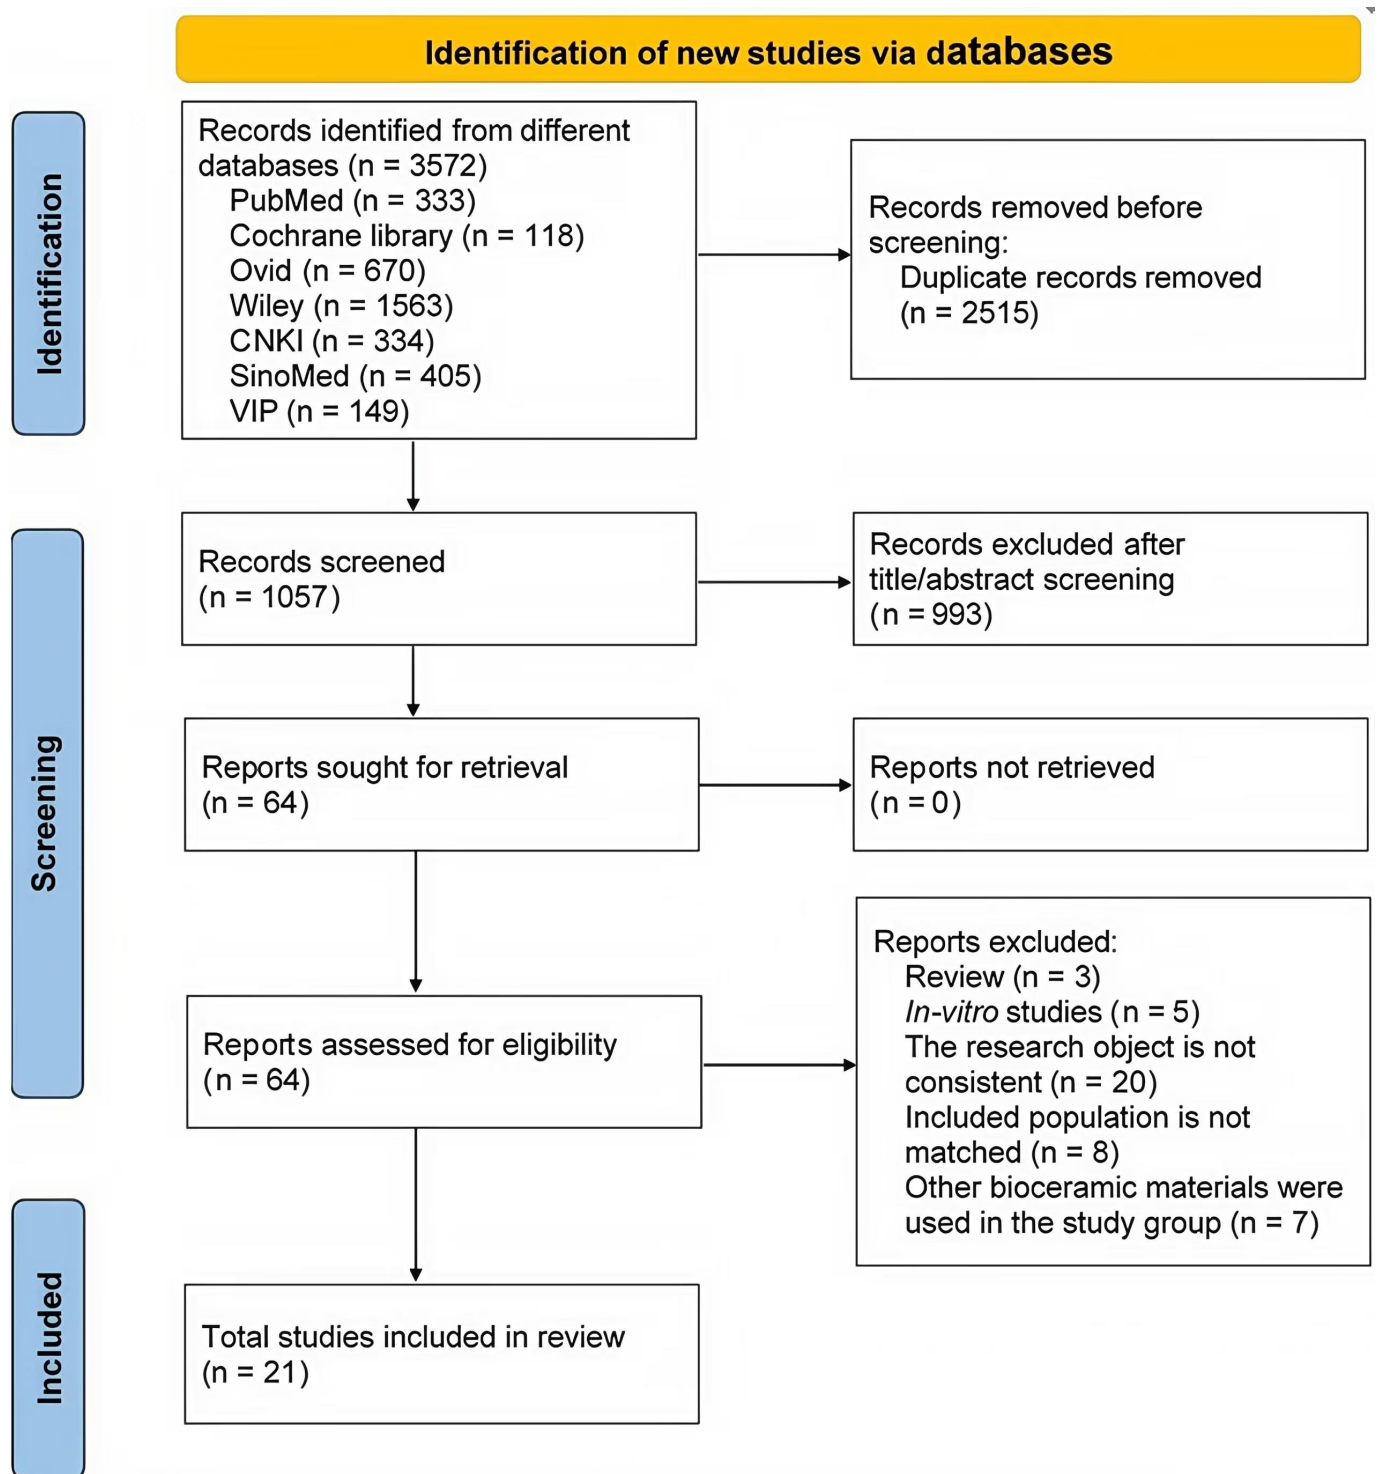 Identification of new studies via databases
Identification
Records identified from different
databases (n = 3572)
PubMed (n = 333)
Cochrane library (n = 118)
Ovid (n = 670)
Wiley (n = 1563)
CNKI (n = 334)
SinoMed (n = 405)
VIP (n = 149)
Records removed before
screening:
Duplicate records removed
(n = 2515)
Screening
Records screened
(n = 1057)
Records excluded after
title/abstract screening
(n = 993)
Reports sought for retrieval
(n = 64)
Reports not retrieved
(n = 0)
Reports assessed for eligibility
(n = 64)
Reports excluded:
Review (n = 3)
In-vitro studies (n = 5)
The research object is not
consistent (n = 20)
Included population is not
matched (n = 8)
Other bioceramic materials were
used in the study group (n = 7)
Included
Total studies included in review
(n = 21)